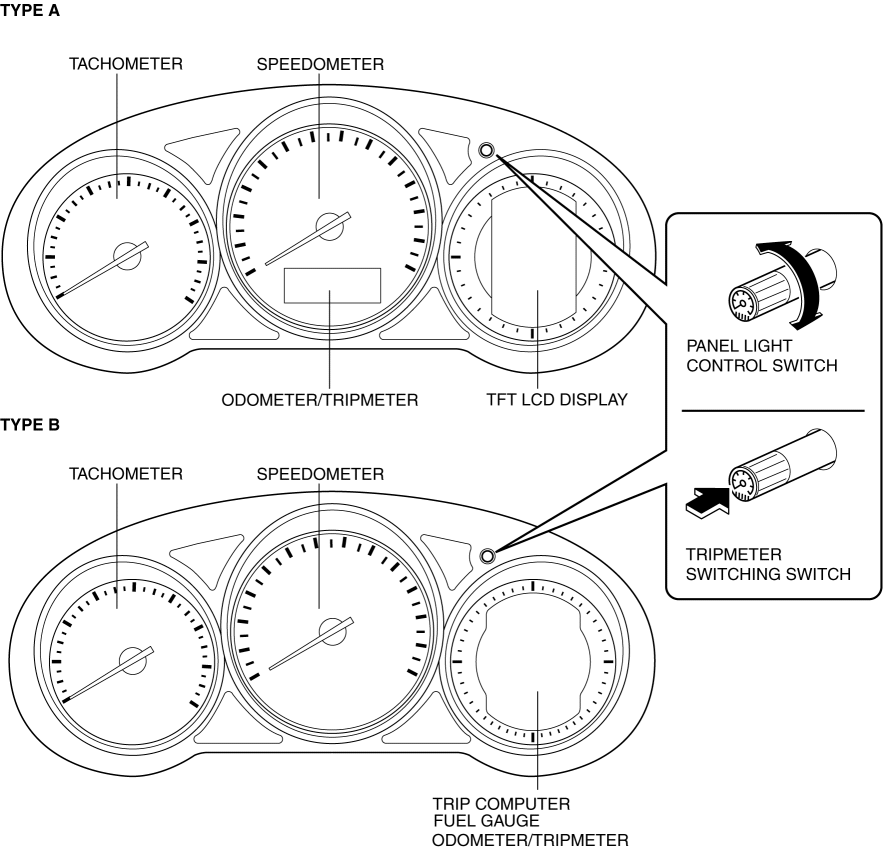 TYPE A
TACHOMETER
SPEEDOMETER
PANEL LIGHT
CONTROL SWITCH
ODOMETER/TRIPMETER
TFT LCD DISPLAY
TYPE B
TACHOMETER
SPEEDOMETER
TRIPMETER
SWITCHING SWITCH
TRIP COMPUTER
FUEL GAUGE
ODOMETER/TRIPMETER